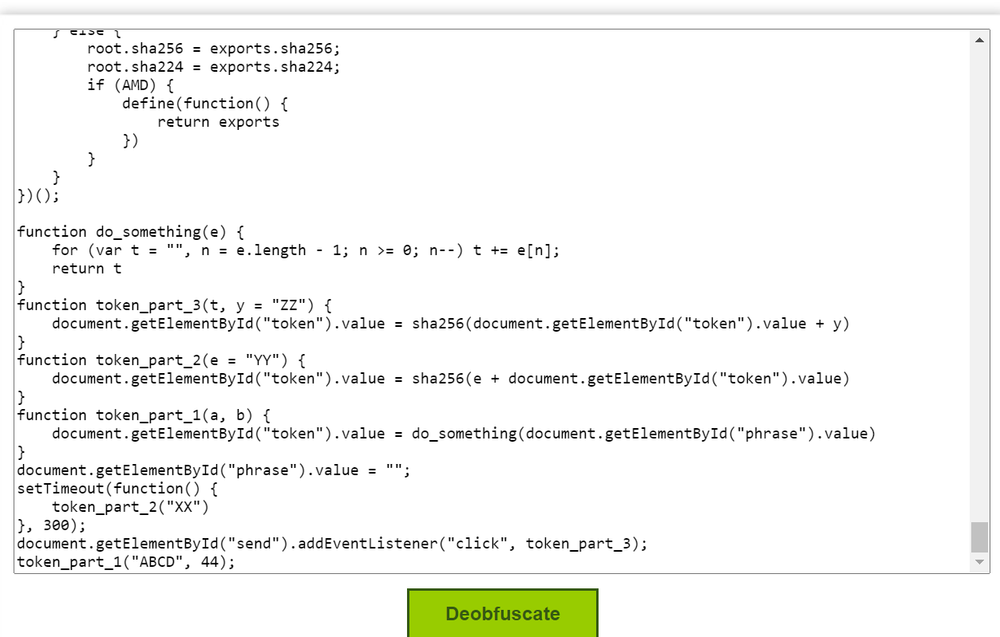 } else {
root.sha256 = exports.sha256;
root.sha224 = exports.sha224;
if (AMD) {
define(function() {
return exports
})
}
}
})();
function do_something(e) {
for (var t = "", n = e.length - 1; n >= 0; n--) t += e[n];
return t
}
function token_part_3(t, y = "ZZ") {
document.getElementById("token").value = sha256(document.getElementById("token").value + y)
}
function token_part_2(e = "YY") {
document.getElementById("token").value = sha256(e + document.getElementById("token").value)
}
function token_part_1(a, b) {
document.getElementById("token").value = do_something(document.getElementById("phrase").value)
}
document.getElementById("phrase").value = "";
setTimeout(function() {
token_part_2("XX")
}, 300);
document.getElementById("send").addEventListener("click", token_part_3);
token_part_1("ABCD", 44);
Deobfuscate